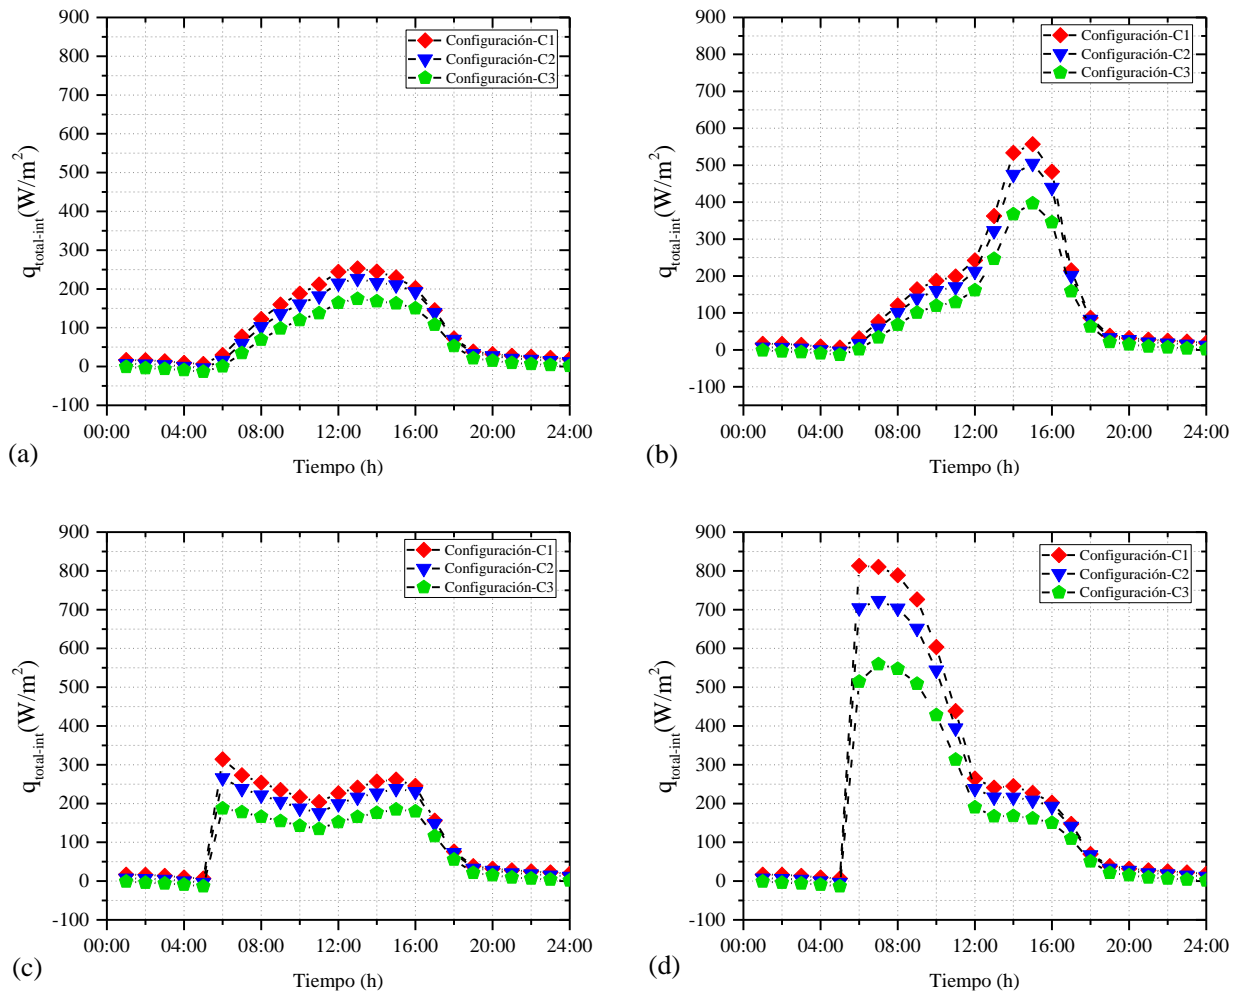 900
800
700
600
500
400
300
200
100
0
-100
q_total-int(W/m²)
Configuración-C1
Configuración-C2
Configuración-C3
00:00 04:00 08:00 12:00 16:00 20:00 24:00
Tiempo (h)
(a)
900
800
700
600
500
400
300
200
100
0
-100
q_total-int(W/m²)
Configuración-C1
Configuración-C2
Configuración-C3
00:00 04:00 08:00 12:00 16:00 20:00 24:00
Tiempo (h)
(b)
900
800
700
600
500
400
300
200
100
0
-100
q_total-int(W/m²)
Configuración-C1
Configuración-C2
Configuración-C3
00:00 04:00 08:00 12:00 16:00 20:00 24:00
Tiempo (h)
(c)
900
800
700
600
500
400
300
200
100
0
-100
q_total-int(W/m²)
Configuración-C1
Configuración-C2
Configuración-C3
00:00 04:00 08:00 12:00 16:00 20:00 24:00
Tiempo (h)
(d)